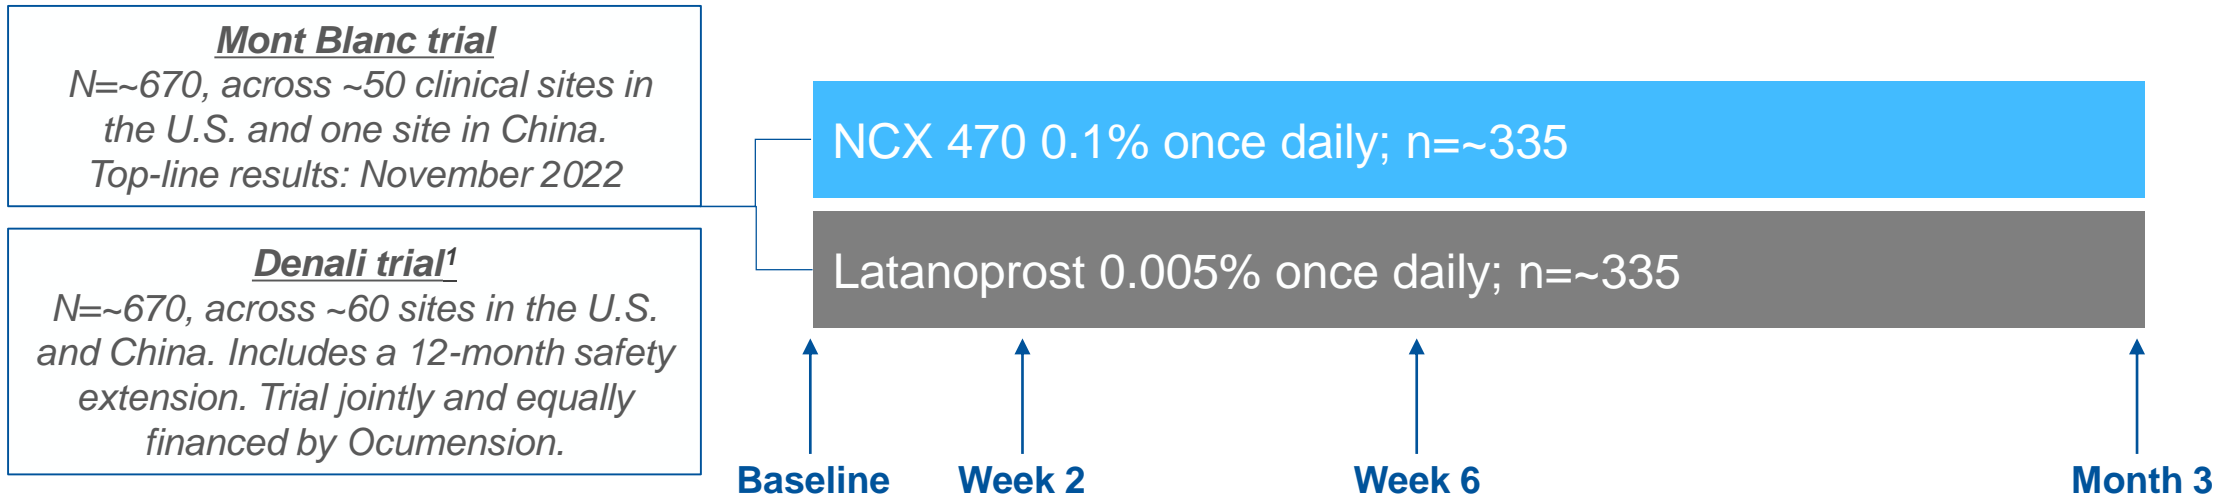 Mont Blanc trial
N=~670, across ~50 clinical sites in
the U.S. and one site in China.
Top-line results: November 2022
Denali trial1
N=~670, across ~60 sites in the U.S.
and China. Includes a 12-month safety
extension. Trial jointly and equally
financed by Ocumension.
NCX 470 0.1% once daily; n=~335
Latanoprost 0.005% once daily; n=~335
Baseline
Week 2
Week 6
Month 3